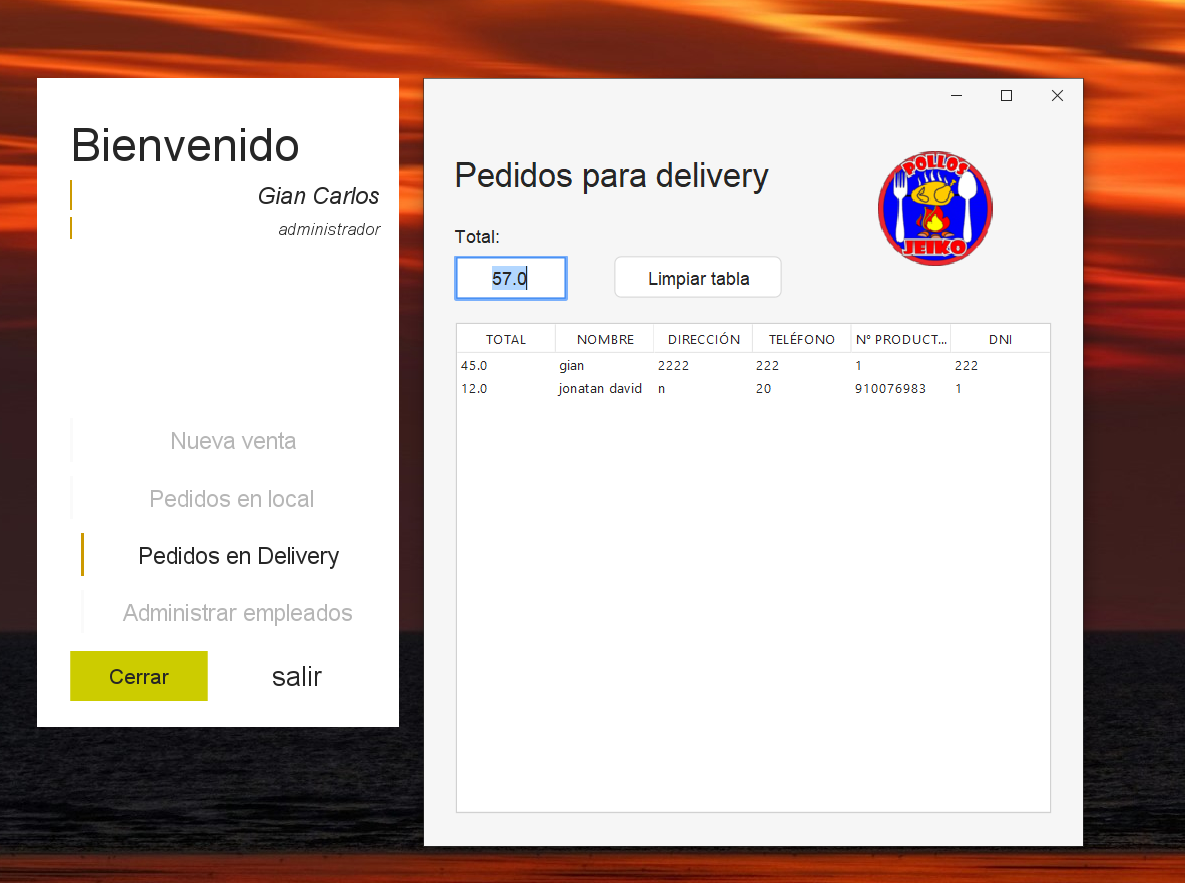 Bienvenido
Gian Carlos
administrador
Nueva venta
Pedidos en local
Pedidos en Delivery
Administrar empleados
Cerrar salir
Pedidos para delivery
POLLOS
JEIKO
Total:
57.0 Limpiar tabla
TOTAL NOMBRE DIRECCIÓN TELÉFONO Nº PRODUCT... DNI
45.0 gian 2222 222 1 222
12.0 jonatan david n 20 910076983 1